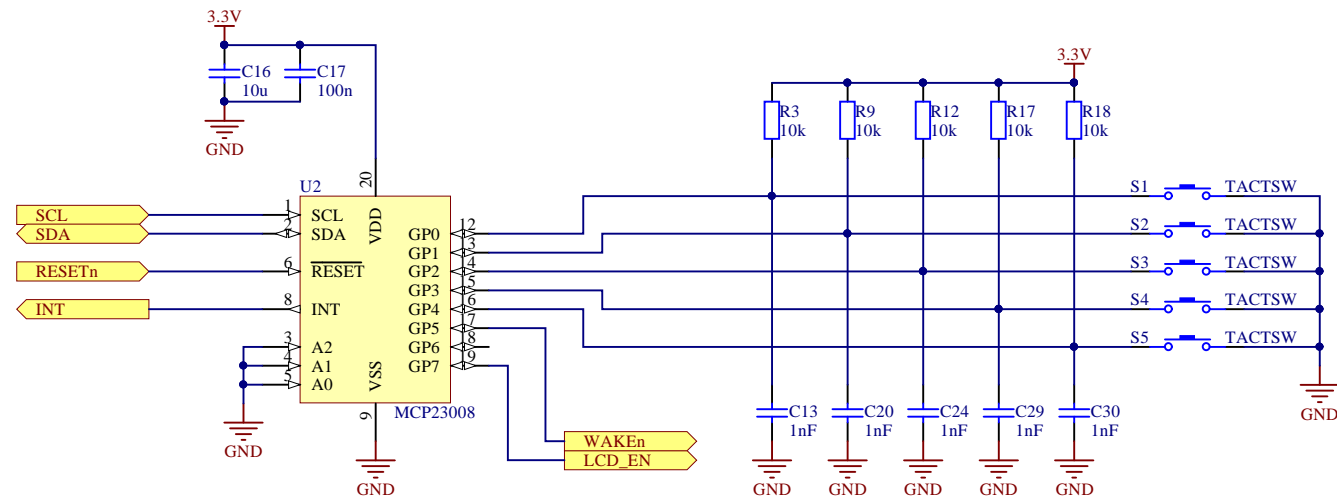 3.3V
C16
10u
C17
100n
GND
3.3V
R3
10k
R9
10k
R12
10k
R17
10k
R18
10k
U2
20
VDD
SCL
1
SCL
SDA
2
SDA
RESETn
6
RESET
INT
8
INT
3
A2
4
A1
5
A0
VSS
9
MCP23008
GP0
12
GP1
3
GP2
4
GP3
5
GP4
6
GP5
7
GP6
8
GP7
9
S1
TACTSW
S2
TACTSW
S3
TACTSW
S4
TACTSW
S5
TACTSW
GND
C13
1nF
C20
1nF
C24
1nF
C29
1nF
C30
1nF
WAKEn
LCD_EN
GND
GND
GND
GND
GND
GND
GND